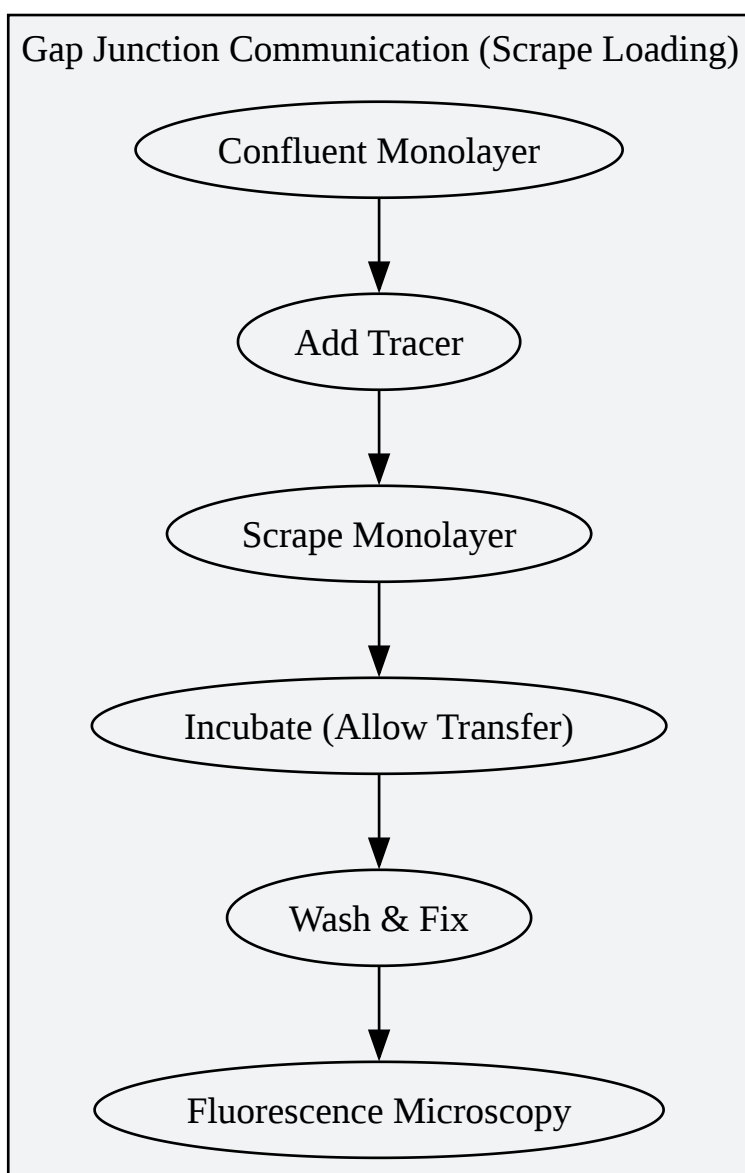 Gap Junction Communication (Scrape Loading)
Confluent Monolayer
Add Tracer
Scrape Monolayer
Incubate (Allow Transfer)
Wash & Fix
Fluorescence Microscopy